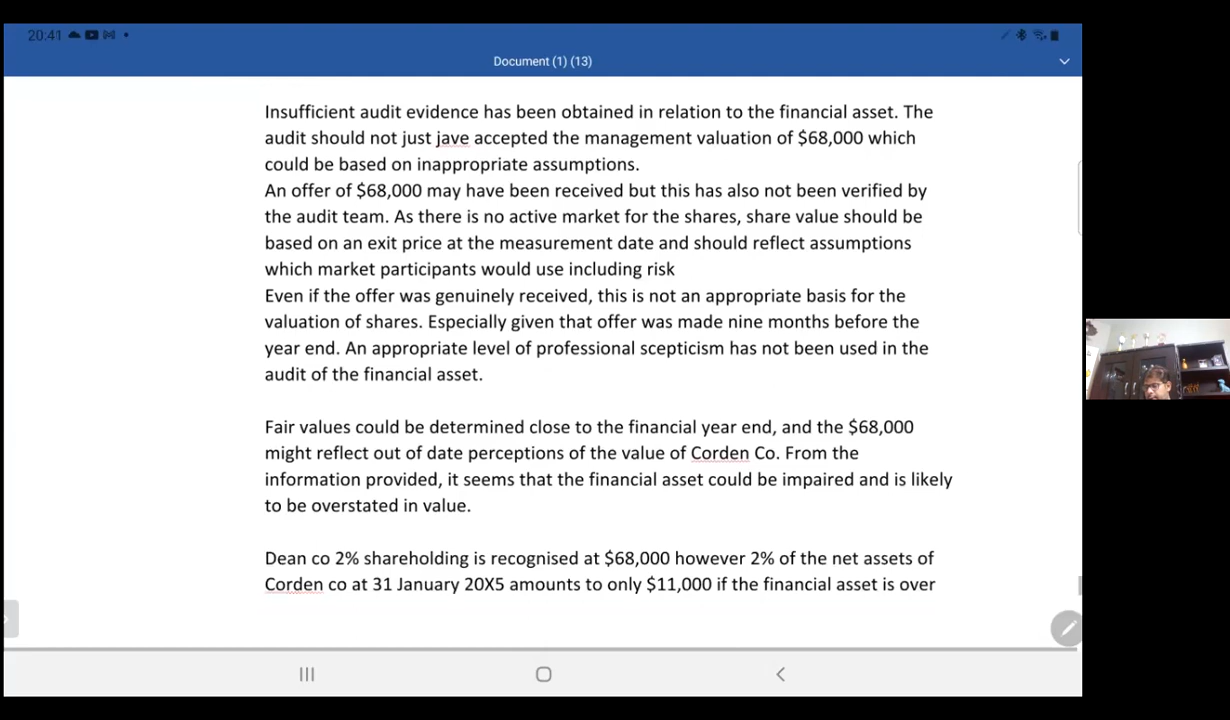 20:41
Document (1) (13)
Insufficient audit evidence has been obtained in relation to the financial asset. The
audit should not just jave accepted the management valuation of $68,000 which
could be based on inappropriate assumptions.
An offer of $68,000 may have been received but this has also not been verified by
the audit team. As there is no active market for the shares, share value should be
based on an exit price at the measurement date and should reflect assumptions
which market participants would use including risk
Even if the offer was genuinely received, this is not an appropriate basis for the
valuation of shares. Especially given that offer was made nine months before the
year end. An appropriate level of professional scepticism has not been used in the
audit of the financial asset.
Fair values could be determined close to the financial year end, and the $68,000
might reflect out of date perceptions of the value of Corden Co. From the
information provided, it seems that the financial asset could be impaired and is likely
to be overstated in value.
Dean co 2% shareholding is recognised at $68,000 however 2% of the net assets of
Corden co at 31 January 20X5 amounts to only $11,000 if the financial asset is over